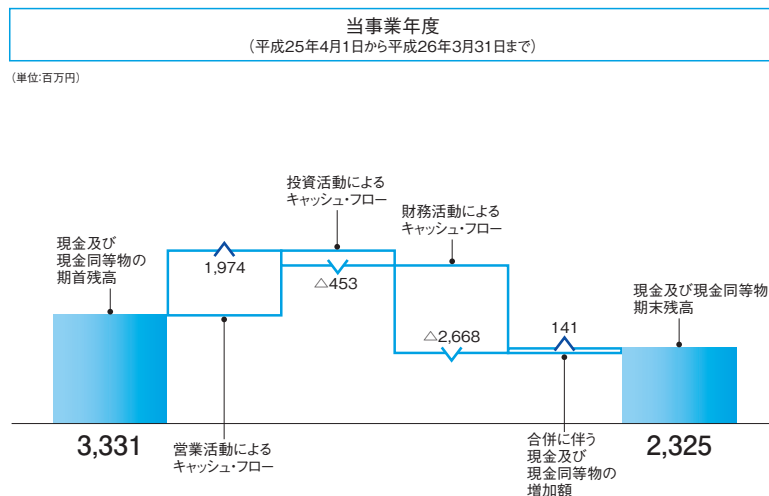 当事業年度
（平成25年4月1日から平成26年3月31日まで）
（単位:百万円）
投資活動による
キャッシュ・フロー
財務活動による
キャッシュ・フロー
現金及び
現金同等物の
期首残高
1,974
△453
現金及び現金同等物
期末残高
△2,668
141
3,331
営業活動による
キャッシュ・フロー
合併に伴う
現金及び
現金同等物の
増加額
2,325